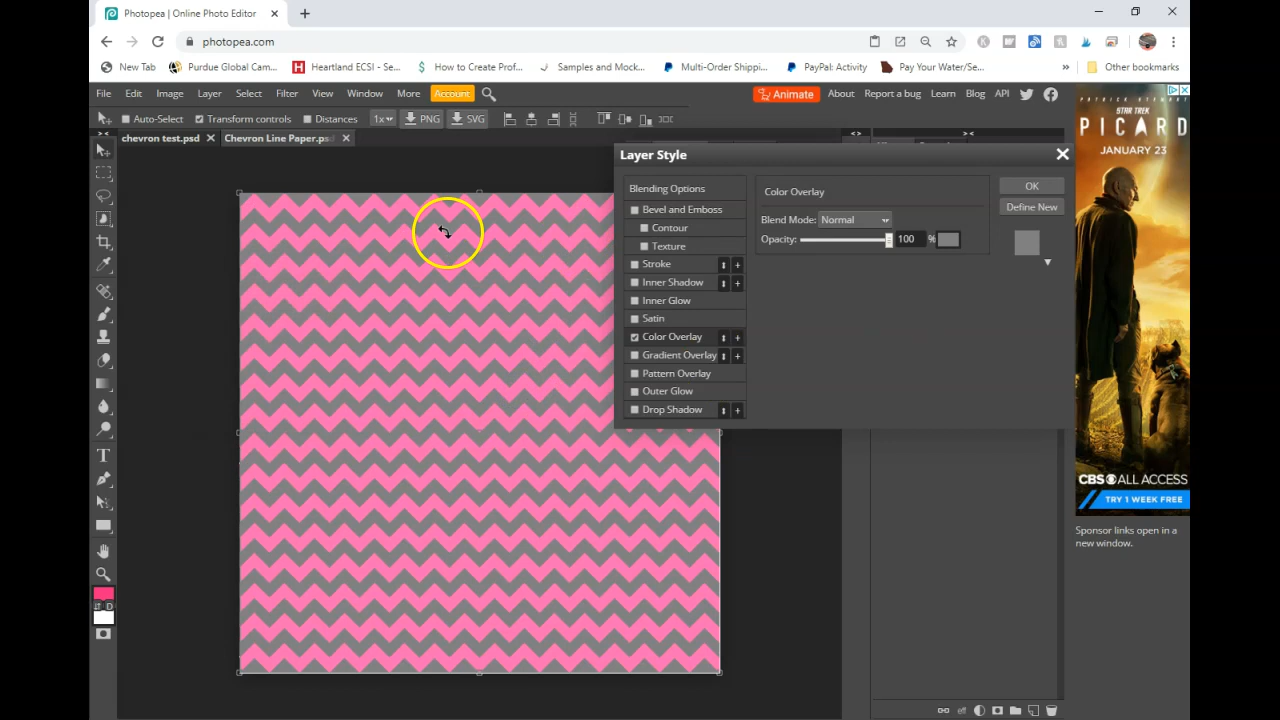 Photopea | Online Photo Editor
photopea.com
New Tab Purdue Global Cam... Heartland ECSI - Se... How to Create Prof... Samples and Mock... Multi-Order Shippi... PayPal: Activity Pay Your Water/Se... » Other bookmarks
File Edit Image Layer Select Filter View Window More Account Animate About Report a bug Learn Blog API
Auto-Select Transform controls Distances 1x PNG SVG
chevron test.psd Chevron Line Paper.psd
Layer Style
Blending Options
Bevel and Emboss
Contour
Texture
Stroke
Inner Shadow
Inner Glow
Satin
Color Overlay
Gradient Overlay
Pattern Overlay
Outer Glow
Drop Shadow
Color Overlay
Blend Mode: Normal
Opacity: 100 %
OK
Define New
STAR TREK
PICARD
JANUARY 23
CBS ALL ACCESS
TRY 1 WEEK FREE
Sponsor links open in a
new window.